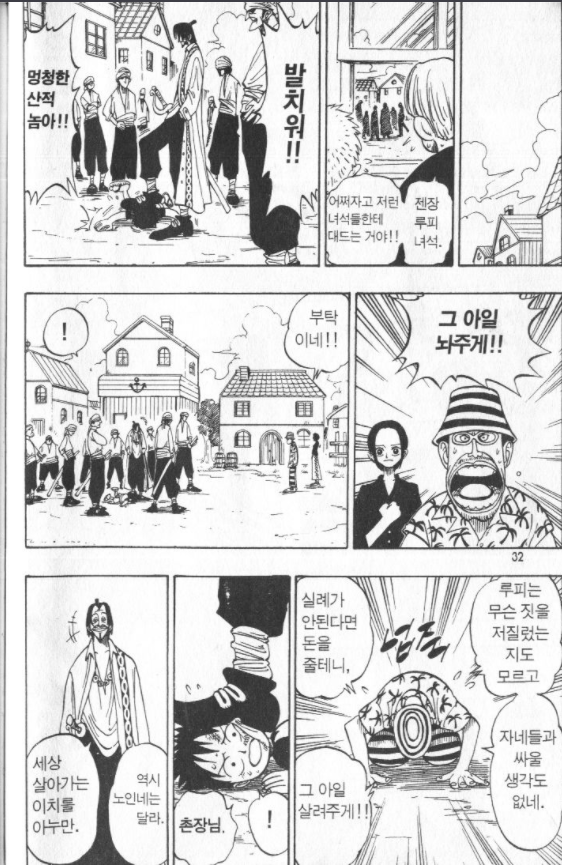 젠장
루피
녀석.
어쩌자고 저런
녀석들한테
대드는 거야!!
발
치
워!!
멍청한
산적
놈아!!
그 아일
놔주게!!
부탁
이네!!
!
32
루피는
무슨 짓을
저질렀는
지도
모르고
자네들과
싸울
생각도
없네.
넙죽
실례가
안된다면
돈을
줄테니,
그 아일
살려주게!!
!
촌장님.
역시
노인네는
달라.
세상
살아가는
이치를
아누만.